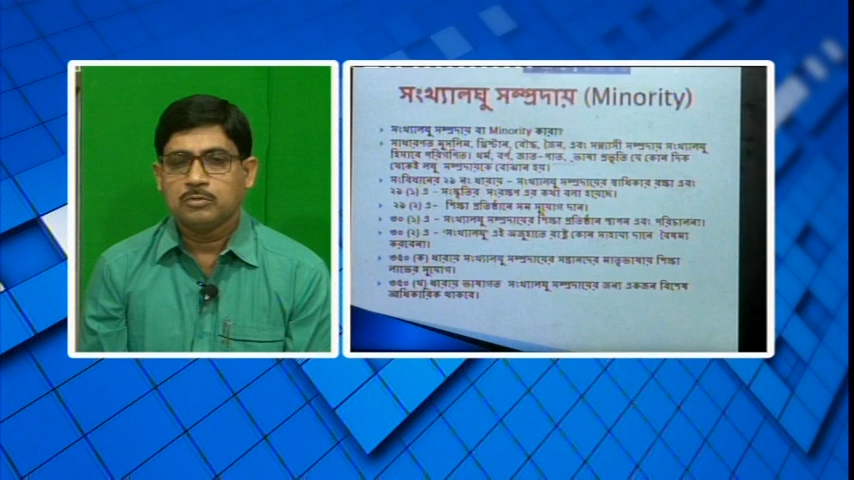 সংখ্যালঘু সম্প্রদায় (Minority)
সংখ্যালঘু সম্প্রদায় বা Minority কারা?
সাধারণত মুসলিম, খ্রিস্টান, বৌদ্ধ, জৈন, এবং সন্ন্যাসী সম্প্রদায় সংখ্যালঘু
হিসাবে পরিগণিত। ধর্ম, বর্ণ, জাত-পাত, ভাষা প্রভৃতি যে কোন দিক
থেকেই লঘু সম্প্রদায়কে বোঝান হয়।
সংবিধানের ২৯ নং ধারায় - সংখ্যালঘু সম্প্রদায়ের স্বাধিকার রক্ষা এবং
২৯ (১) এ - সংস্কৃতির সংরক্ষণ এর কথা বলা হয়েছে।
২৯ (২) এ - শিক্ষা প্রতিষ্ঠানে সম সুযোগ দান।
৩০ (১) এ - সংখ্যালঘু সম্প্রদায়ের শিক্ষা প্রতিষ্ঠান স্থাপন এবং পরিচালনা।
৩০ (২) এ - 'সংখ্যালঘু' এই অজুহাতে রাষ্ট্র কোন সাহায্য দানে বৈষম্য
করবেনা।
৩৫০ (ক) ধারায় সংখ্যালঘু সম্প্রদায়ের সন্তানদের মাতৃভাষায় শিক্ষা
লাভের সুযোগ।
৩৫০ (খ) ধারায় ভাষাগত সংখ্যালঘু সম্প্রদায়ের জন্য একজন বিশেষ
আধিকারিক থাকবে।